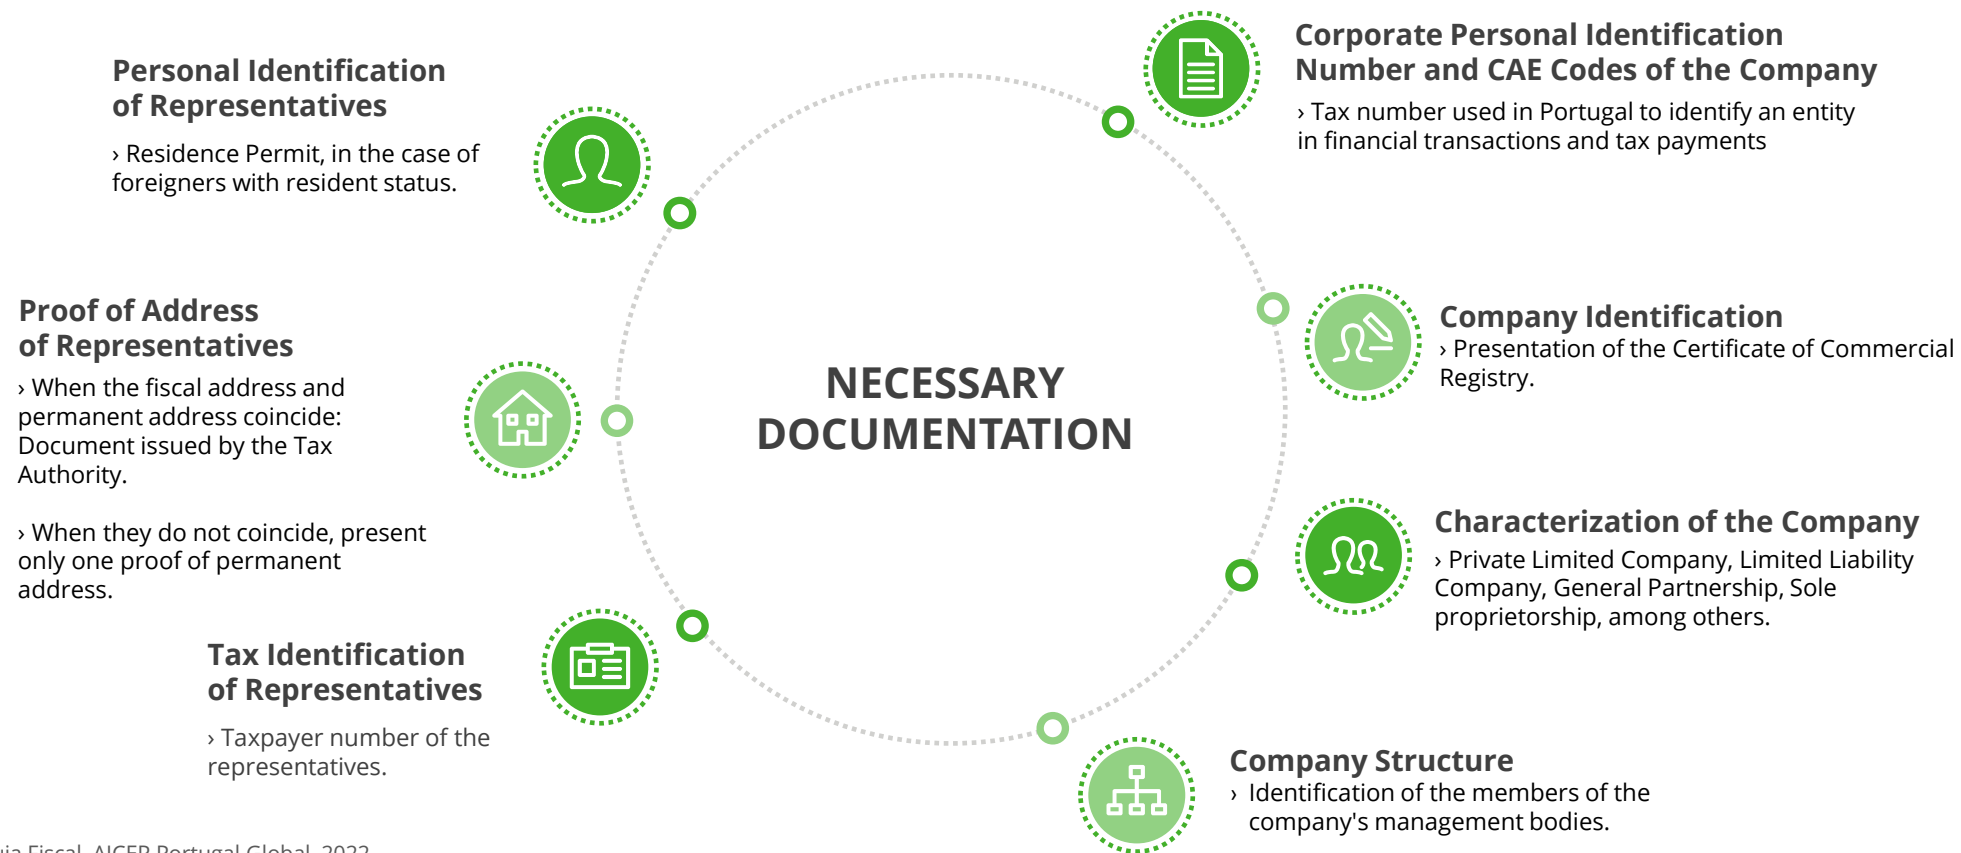 Personal Identification
of Representatives
› Residence Permit, in the case of
foreigners with resident status.
Proof of Address
of Representatives
› When the fiscal address and
permanent address coincide:
Document issued by the Tax
Authority.
› When they do not coincide, present
only one proof of permanent
address.
Tax Identification
of Representatives
› Taxpayer number of the
representatives.
NECESSARY
DOCUMENTATION
Corporate Personal Identification
Number and CAE Codes of the Company
› Tax number used in Portugal to identify an entity
in financial transactions and tax payments
Company Identification
› Presentation of the Certificate of Commercial
Registry.
Characterization of the Company
› Private Limited Company, Limited Liability
Company, General Partnership, Sole
proprietorship, among others.
Company Structure
› Identification of the members of the
company's management bodies.
Fiscal, AICEP Portugal Global, 2022